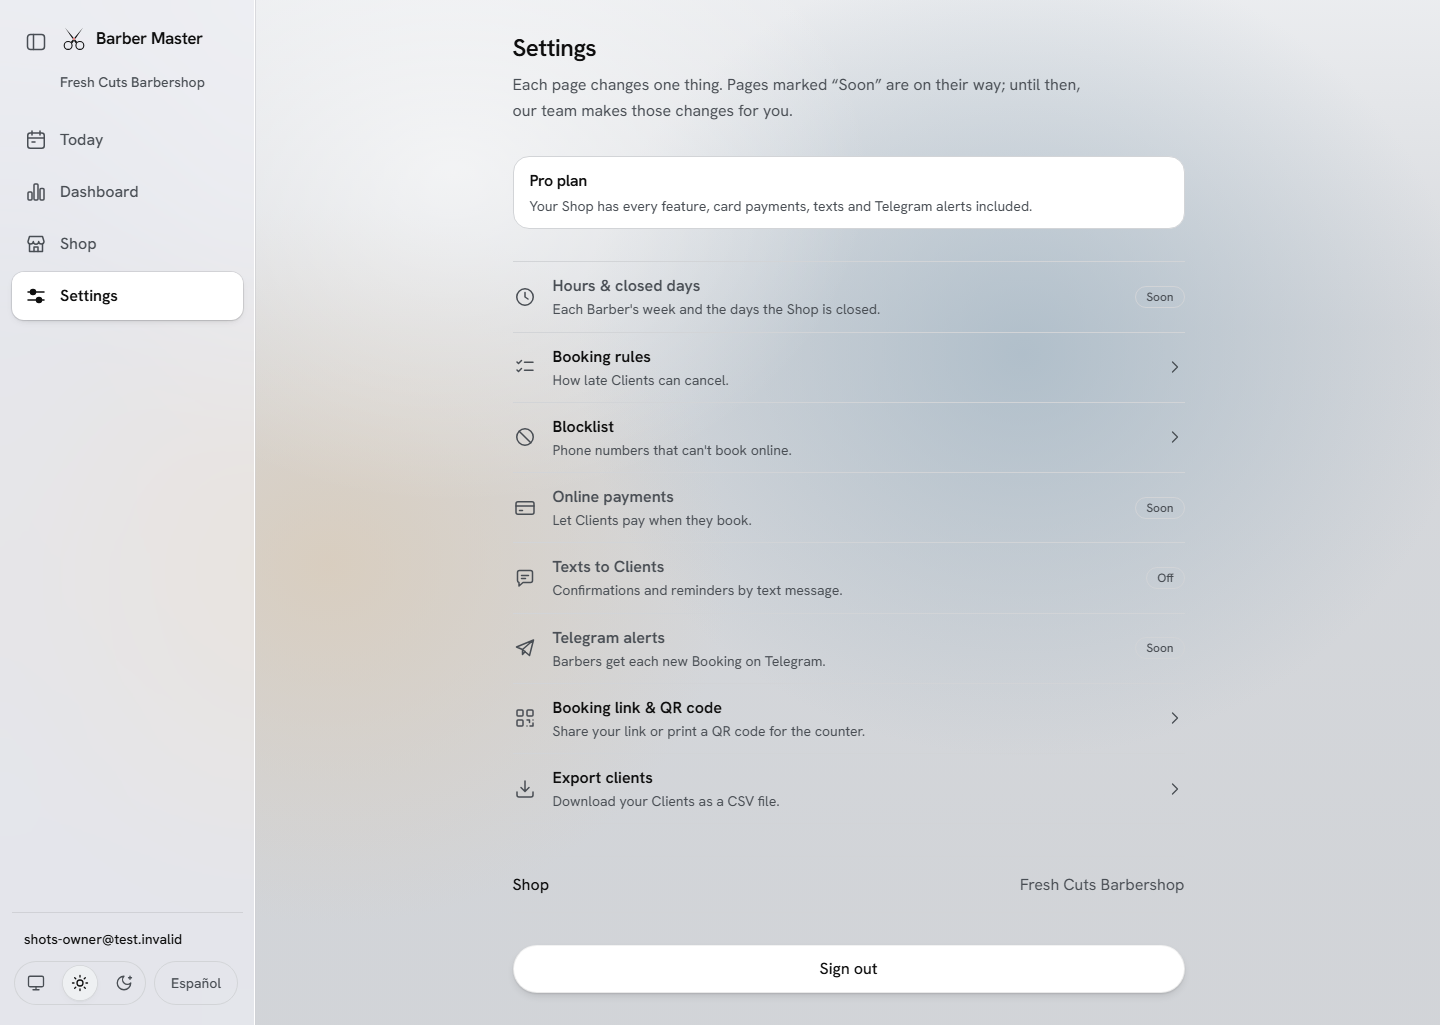 Barber Master
Fresh Cuts Barbershop
Today
Dashboard
Shop
Settings
shots-owner@test.invalid
Español
Settings
Each page changes one thing. Pages marked “Soon” are on their way; until then,
our team makes those changes for you.
Pro plan
Your Shop has every feature, card payments, texts and Telegram alerts included.
Hours & closed days
Each Barber's week and the days the Shop is closed.
Soon
Booking rules
How late Clients can cancel.
Blocklist
Phone numbers that can't book online.
Online payments
Let Clients pay when they book.
Soon
Texts to Clients
Confirmations and reminders by text message.
Off
Telegram alerts
Barbers get each new Booking on Telegram.
Soon
Booking link & QR code
Share your link or print a QR code for the counter.
Export clients
Download your Clients as a CSV file.
Shop
Fresh Cuts Barbershop
Sign out